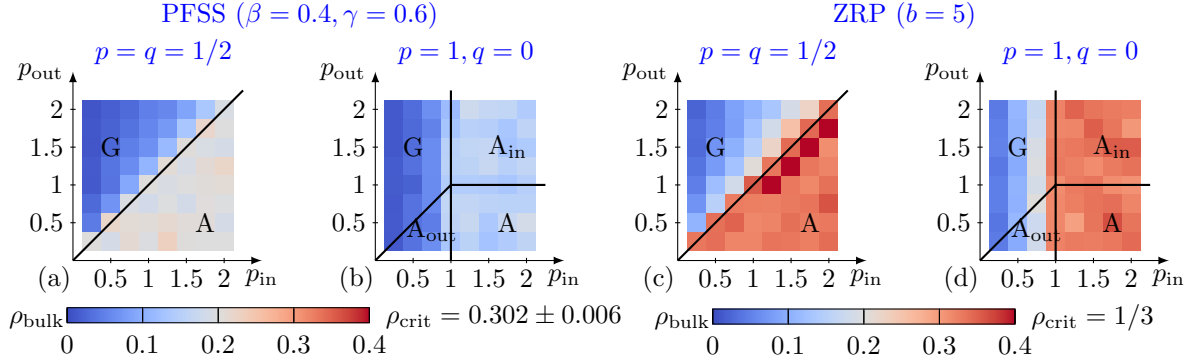 PFSS (β = 0.4, γ = 0.6)
ZRP (b = 5)
p = q = 1/2
p = 1, q = 0
p = q = 1/2
p = 1, q = 0
p_out
p_out
p_out
p_out
2
1.5
1
0.5
G
A
(a)
0.5 1 1.5 2
p_in
2
1.5
1
0.5
G
A_in
A_out
A
(b)
0.5 1 1.5 2
p_in
2
1.5
1
0.5
G
A
(c)
0.5 1 1.5 2
p_in
2
1.5
1
0.5
G
A_in
A_out
A
(d)
0.5 1 1.5 2
p_in
ρ_bulk
ρ_crit = 0.302 ± 0.006
0 0.1 0.2 0.3 0.4
ρ_bulk
ρ_crit = 1/3
0 0.1 0.2 0.3 0.4